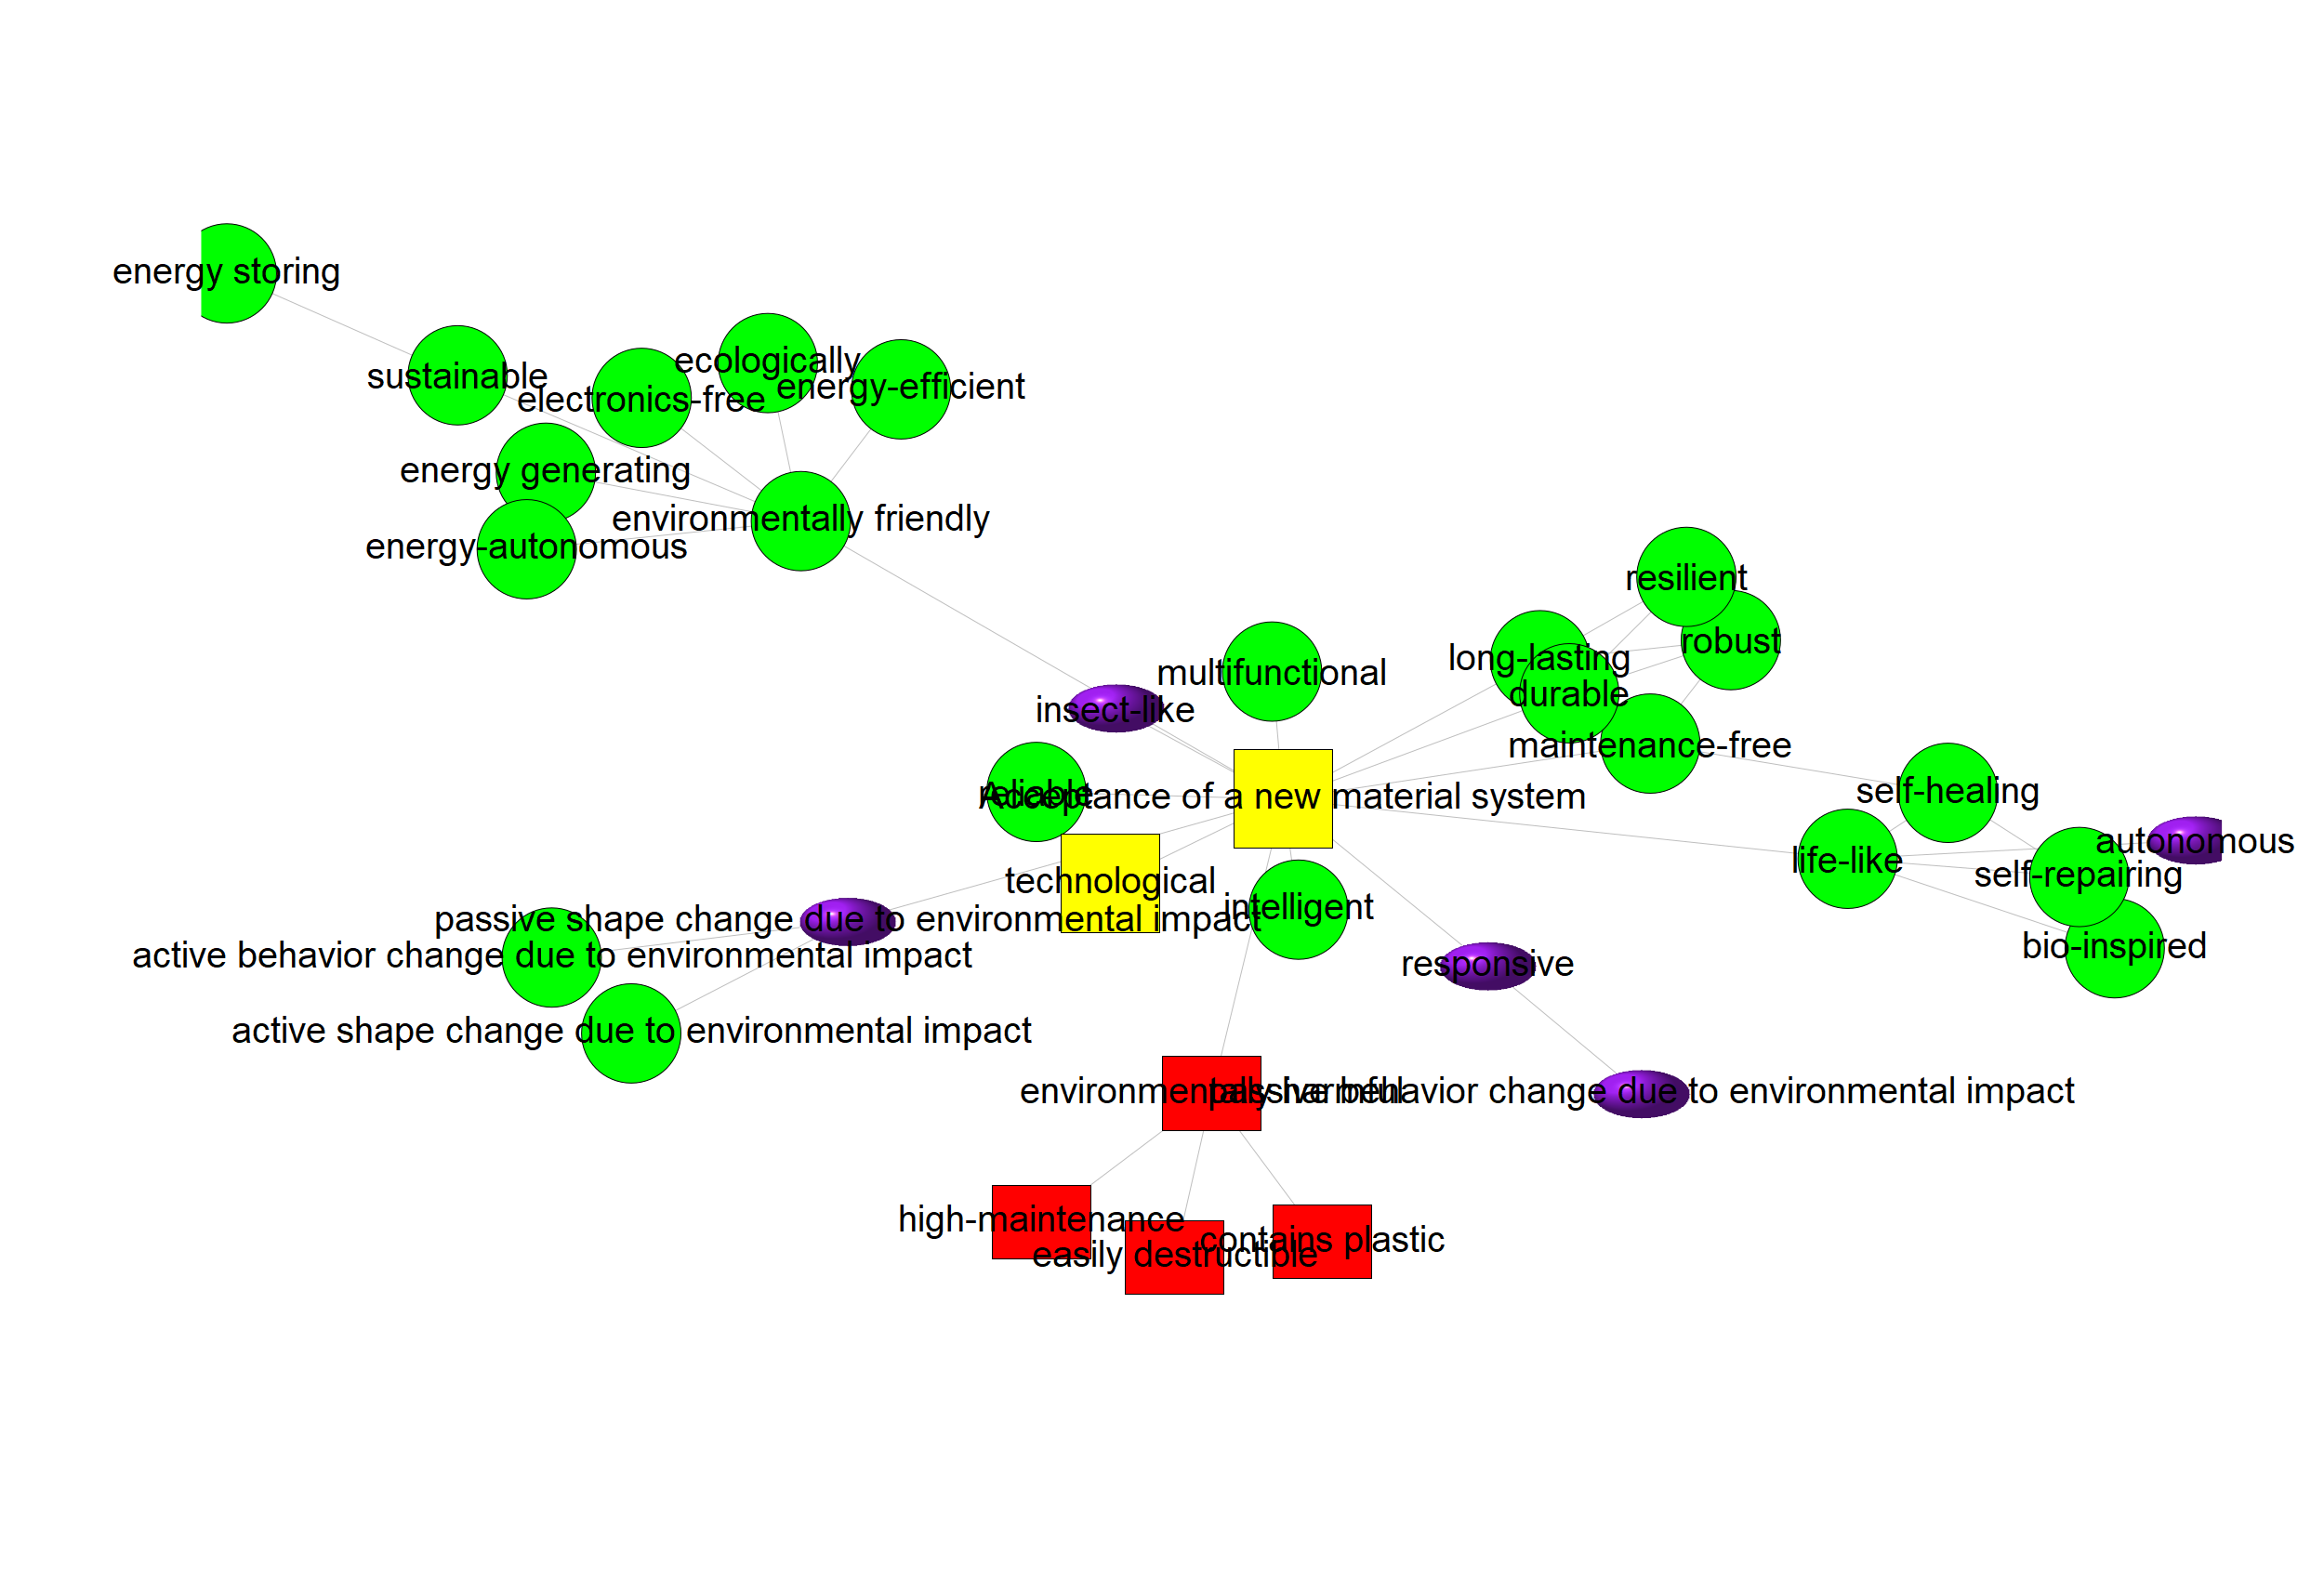 energy storing
ecologically
sustainable
energy-efficient
electronics-free
energy generating
environmentally friendly
energy-autonomous
resilient
robust
long-lasting
multifunctional
durable
insect-like
maintenance-free
self-healing
reliable
Acceptance of a new material system
autonomous
life-like
self-repairing
technological
intelligent
passive shape change due to environmental impact
bio-inspired
active behavior change due to environmental impact
responsive
active shape change due to environmental impact
environmentally harmful
passive behavior change due to environmental impact
high-maintenance
contains plastic
easily destructible